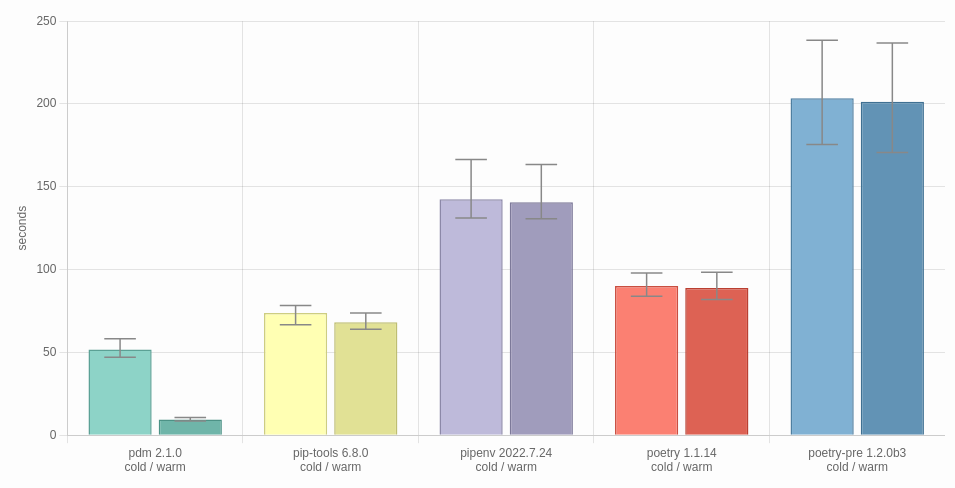 250
200
150
100
50
0
seconds
pdm 2.1.0
cold / warm
pip-tools 6.8.0
cold / warm
pipenv 2022.7.24
cold / warm
poetry 1.1.14
cold / warm
poetry-pre 1.2.0b3
cold / warm